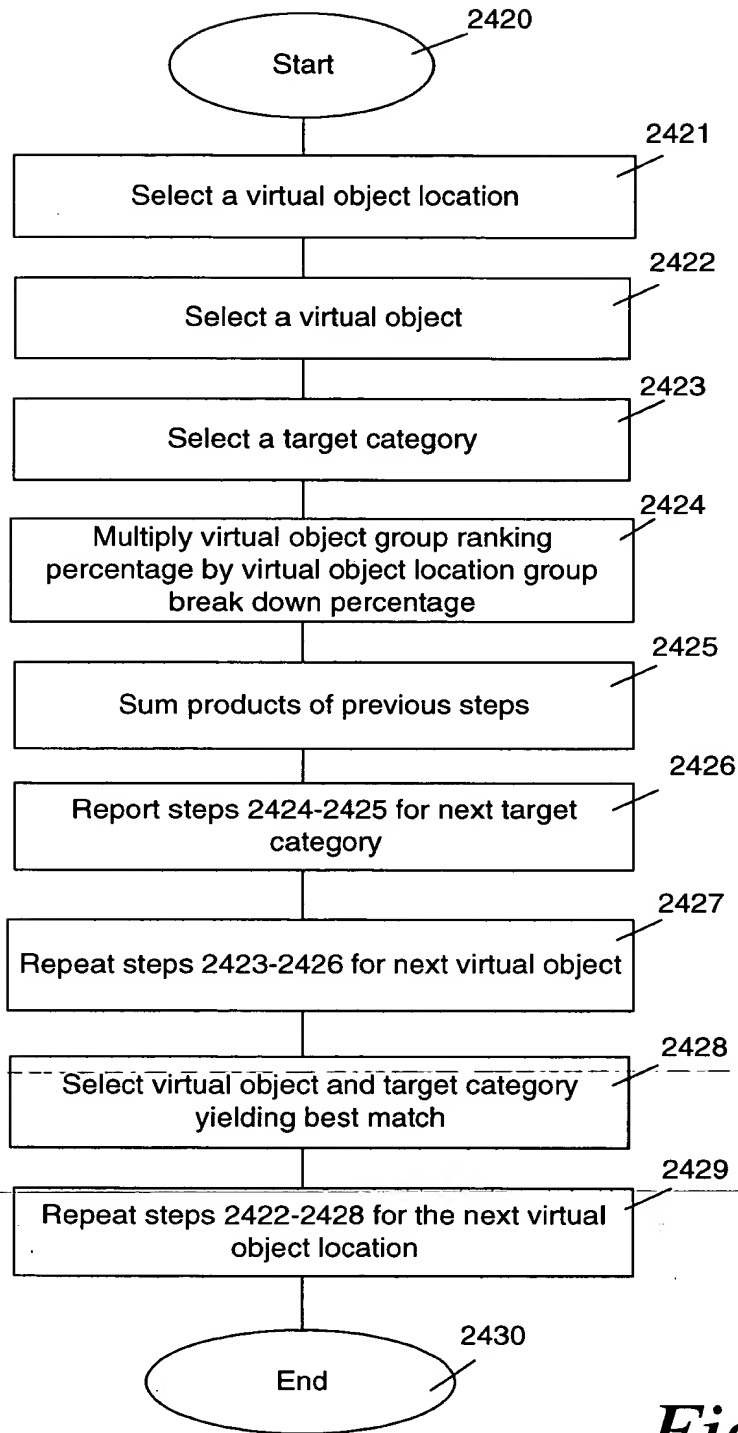 2420
Start
2421
Select a virtual object location
2422
Select a virtual object
2423
Select a target category
2424
Multiply virtual object group ranking
percentage by virtual object location group
break down percentage
2425
Sum products of previous steps
2426
Report steps 2424-2425 for next target
category
2427
Repeat steps 2423-2426 for next virtual object
2428
Select virtual object and target category
yielding best match
2429
Repeat steps 2422-2428 for the next virtual
object location
2430
End